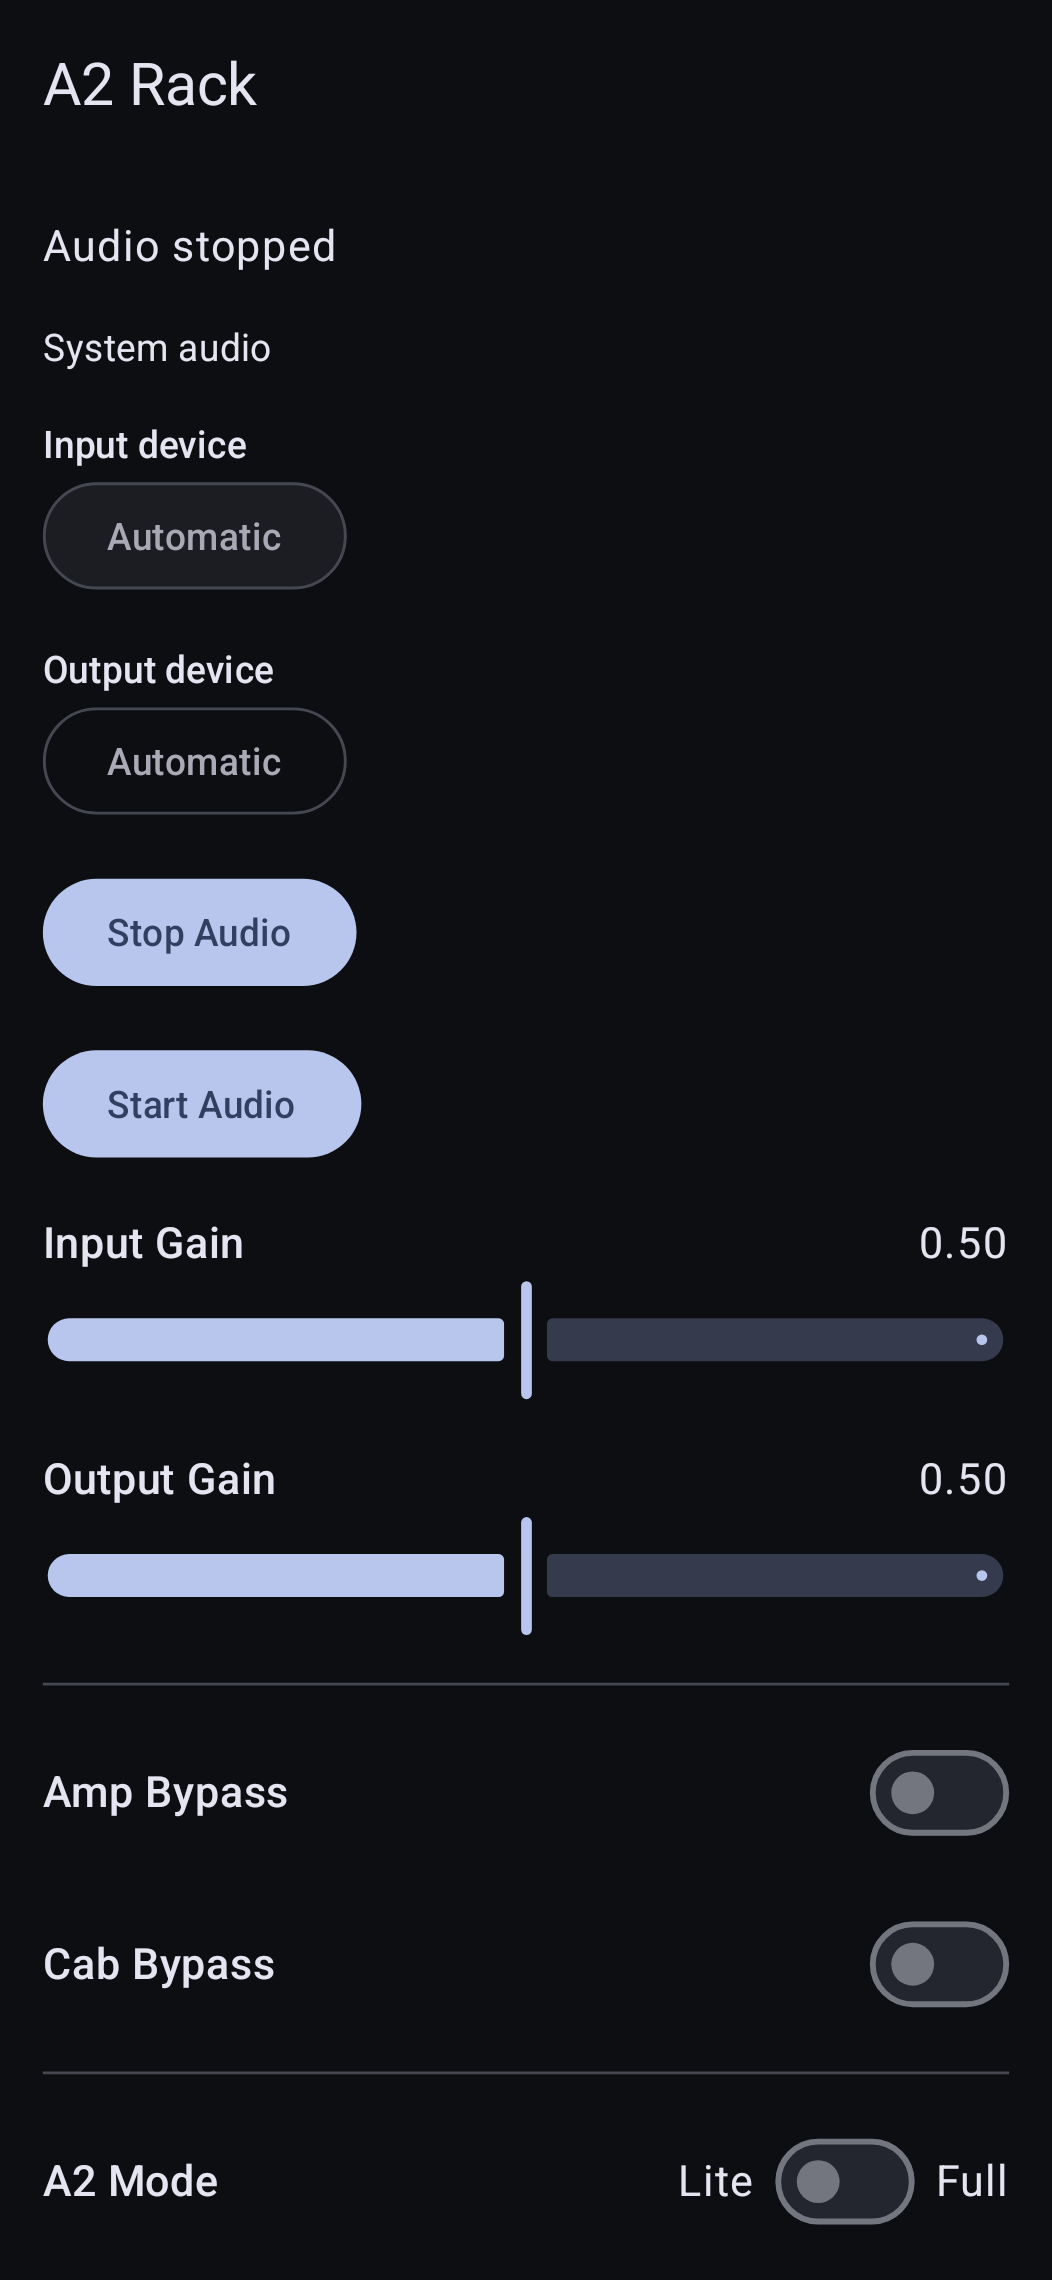 A2 Rack
Audio stopped
System audio
Input device
Automatic
Output device
Automatic
Stop Audio
Start Audio
Input Gain 0.50
Output Gain 0.50
Amp Bypass
Cab Bypass
A2 Mode Lite Full